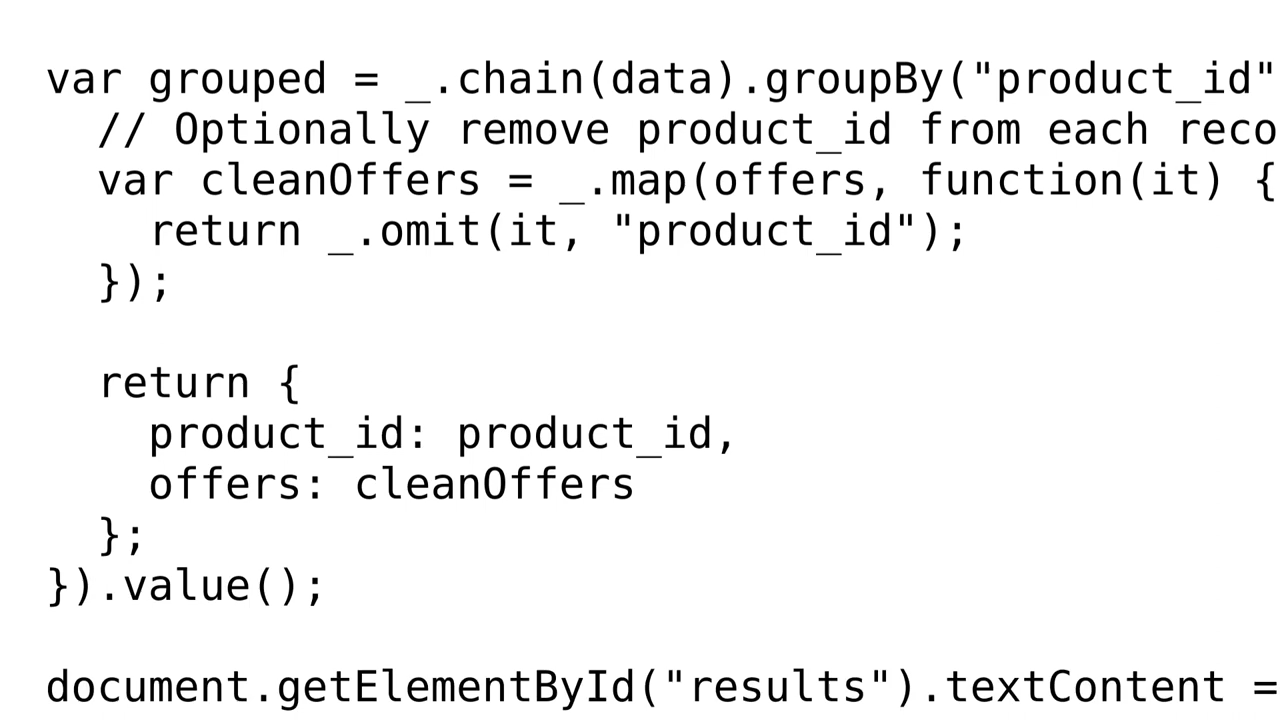 var grouped = _.chain(data).groupBy("product_id"
// Optionally remove product_id from each reco
var cleanOffers = _.map(offers, function(it) {
return _.omit(it, "product_id");
});
return {
product_id: product_id,
offers: cleanOffers
};
}).value();
document.getElementById("results").textContent =